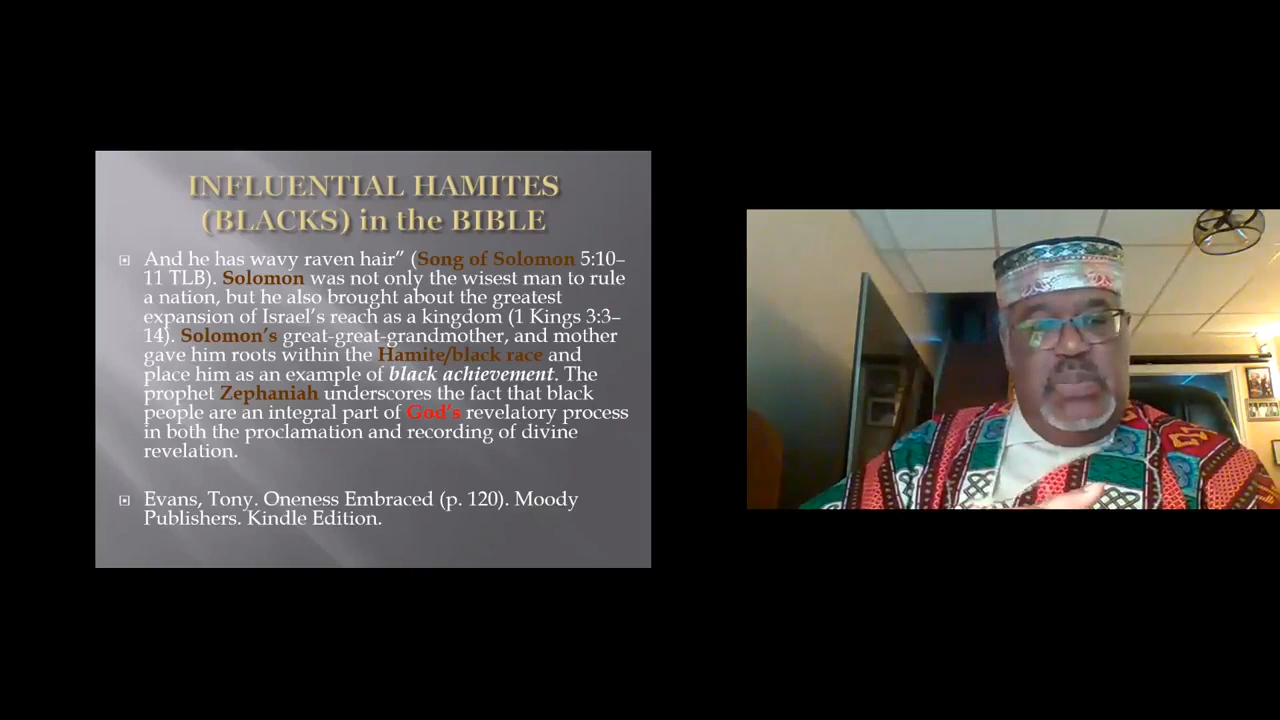 INFLUENTIAL HAMITES
(BLACKS) in the BIBLE
And he has wavy raven hair” (Song of Solomon 5:10–
11 TLB). Solomon was not only the wisest man to rule
a nation, but he also brought about the greatest
expansion of Israel’s reach as a kingdom (1 Kings 3:3–
14). Solomon’s great-great-grandmother, and mother
gave him roots within the Hamite/black race and
place him as an example of black achievement. The
prophet Zephaniah underscores the fact that black
people are an integral part of God’s revelatory process
in both the proclamation and recording of divine
revelation.
Evans, Tony. Oneness Embraced (p. 120). Moody
Publishers. Kindle Edition.